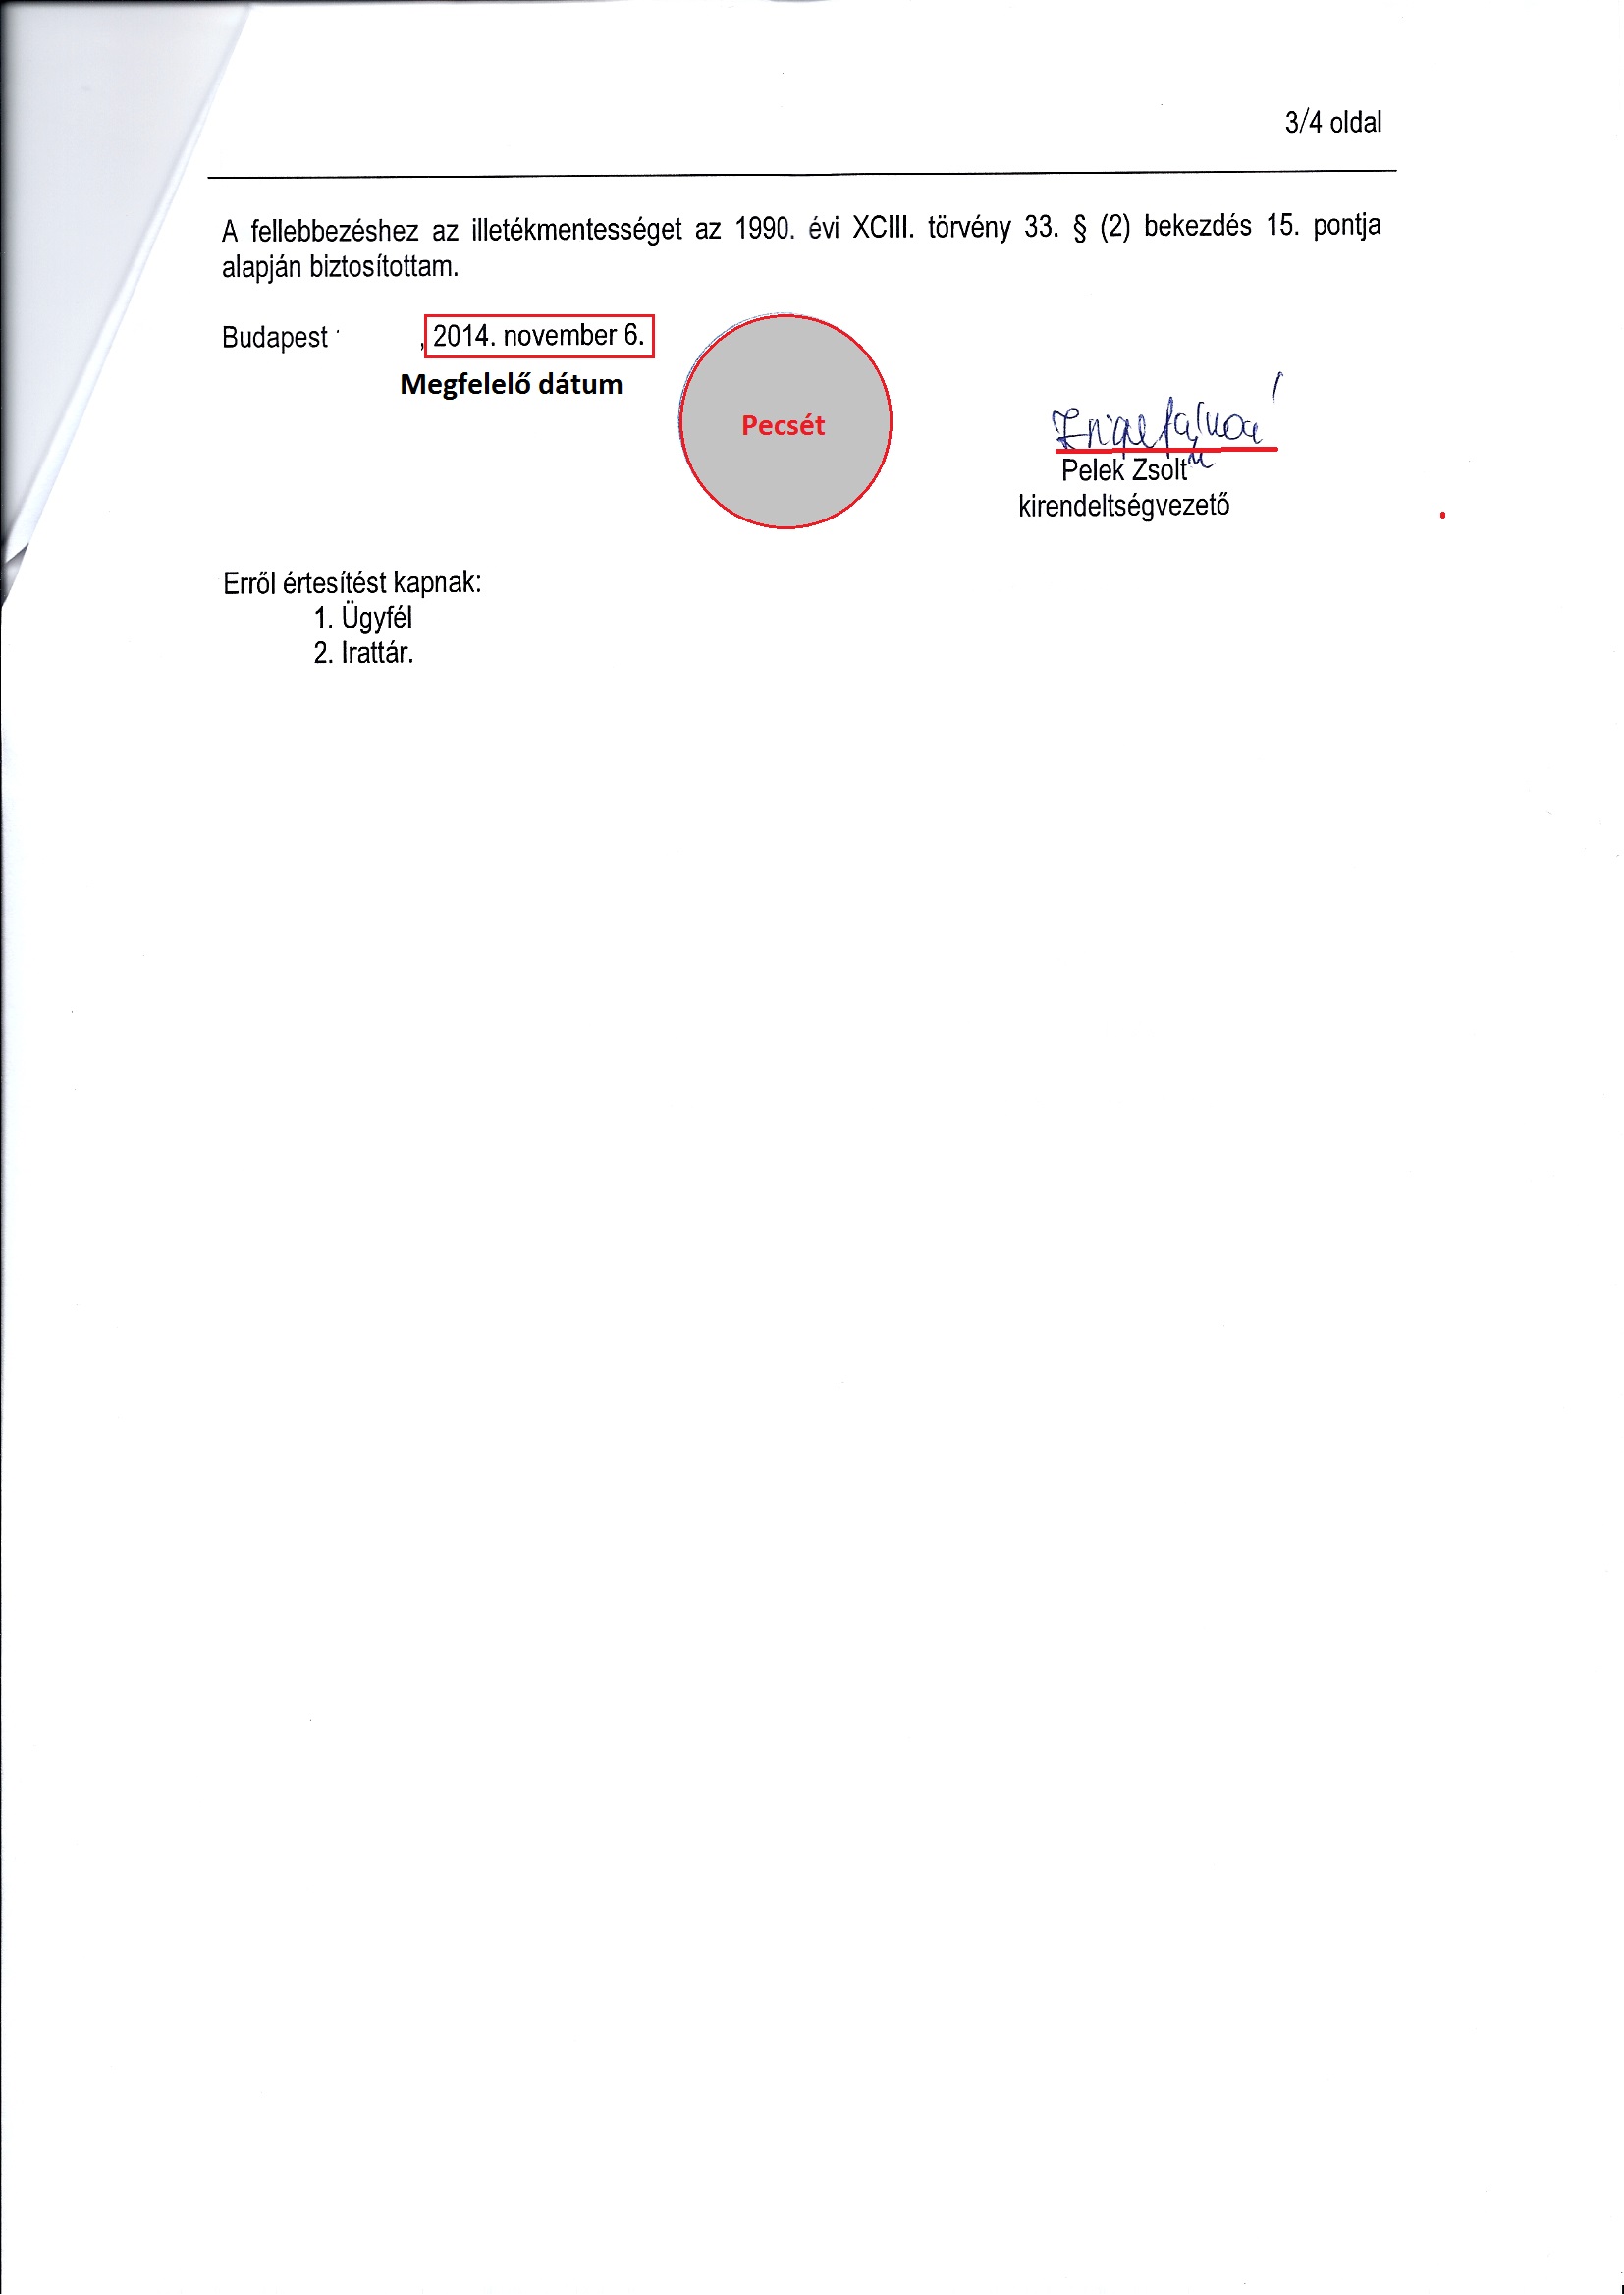 3/4 oldal
A fellebbezéshez az illetékmentességet az 1990. évi XCIII. törvény 33. § (2) bekezdés 15. pontja
alapján biztosítottam.
Budapest , 2014. november 6.
Megfelelő dátum
Pecsét
Pelek Zsolt
kirendeltségvezető
Erről értesítést kapnak:
1. Ügyfél
2. Irattár.